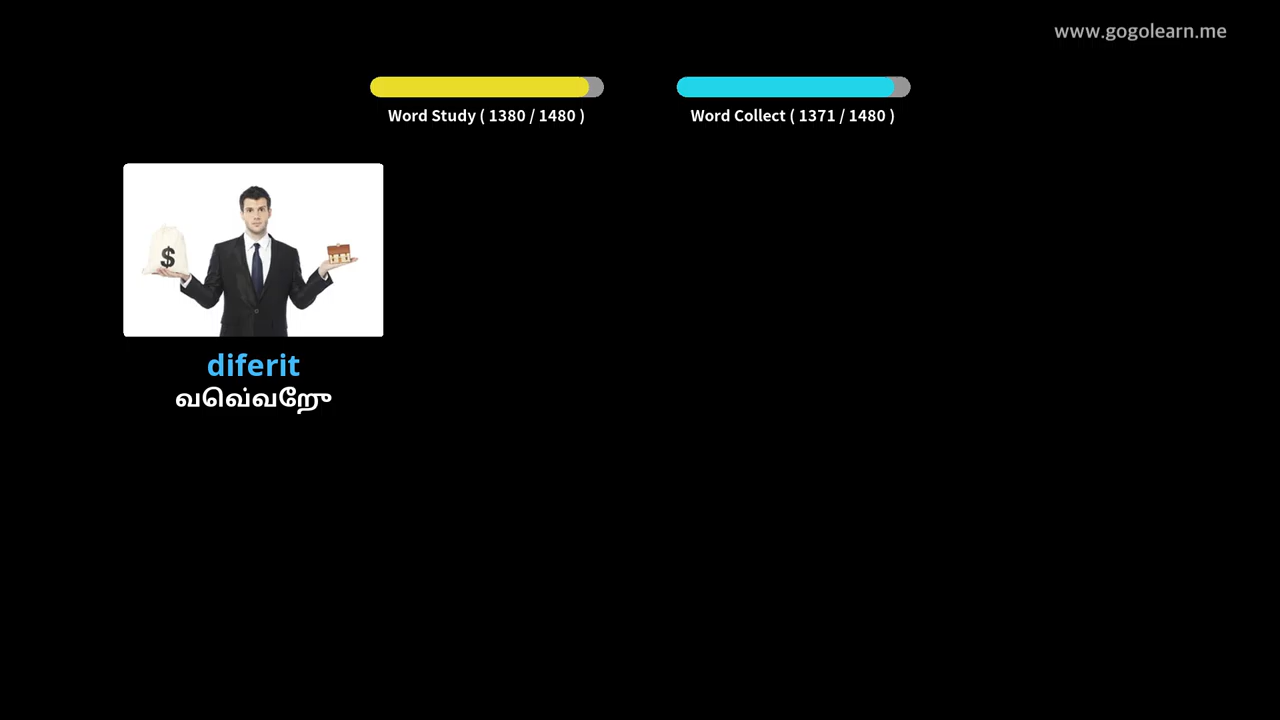 www.gogolearn.me
Word Study ( 1380 / 1480 )
Word Collect ( 1371 / 1480 )
$
diferit
வெவ்வேறு